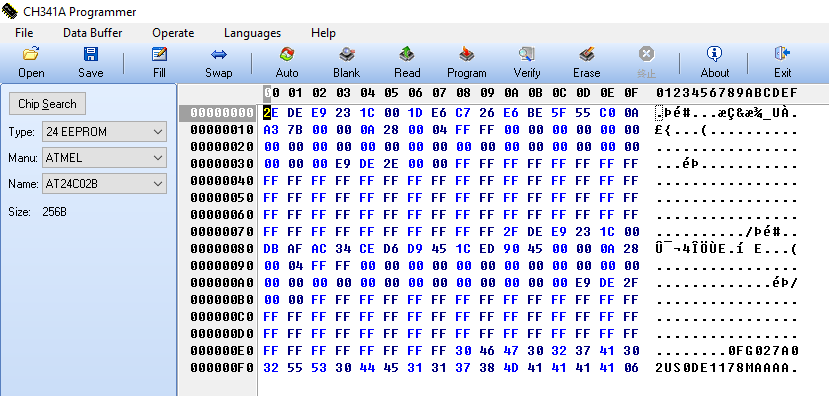 CH341A Programmer
File Data Buffer Operate Languages Help
Open Save Fill Swap Auto Blank Read Program Verify Erase 终止 About Exit
Chip Search
Type: 24 EEPROM
Manu: ATMEL
Name: AT24C02B
Size: 256B
00 01 02 03 04 05 06 07 08 09 0A 0B 0C 0D 0E 0F 0123456789ABCDEF
00000000 2E DE E9 23 1C 00 1D E6 C7 26 E6 BE 5F 55 C0 0A .Þé#...æÇ&æ¾_UÀ.
00000010 A3 7B 00 00 0A 28 00 04 FF FF 00 00 00 00 00 00 £{...(..........
00000020 00 00 00 00 00 00 00 00 00 00 00 00 00 00 00 00 ................
00000030 00 00 00 E9 DE 2E 00 00 FF FF FF FF FF FF FF FF ...éÞ...........
00000040 FF FF FF FF FF FF FF FF FF FF FF FF FF FF FF FF ................
00000050 FF FF FF FF FF FF FF FF FF FF FF FF FF FF FF FF ................
00000060 FF FF FF FF FF FF FF FF FF FF FF FF FF FF FF FF ................
00000070 FF FF FF FF FF FF FF FF FF FF 2F DE E9 23 1C 00 ........../Þé#..
00000080 DB AF AC 34 CE D6 D9 45 1C ED 90 45 00 00 0A 28 Û¯¬4ÎÖÙE.í E...(
00000090 00 04 FF FF 00 00 00 00 00 00 00 00 00 00 00 00 ................
000000A0 00 00 00 00 00 00 00 00 00 00 00 00 00 E9 DE 2F .............éÞ/
000000B0 00 00 FF FF FF FF FF FF FF FF FF FF FF FF FF FF ................
000000C0 FF FF FF FF FF FF FF FF FF FF FF FF FF FF FF FF ................
000000D0 FF FF FF FF FF FF FF FF FF FF FF FF FF FF FF FF ................
000000E0 FF FF FF FF FF FF FF FF 30 46 47 30 32 37 41 30 ........0FG027A0
000000F0 32 55 53 30 44 45 31 31 37 38 4D 41 41 41 41 06 2US0DE1178MAAAA.